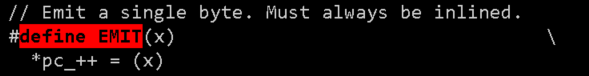 // Emit a single byte. Must always be inlined.
#define EMIT(x)                                      \
  *pc_++ = (x)